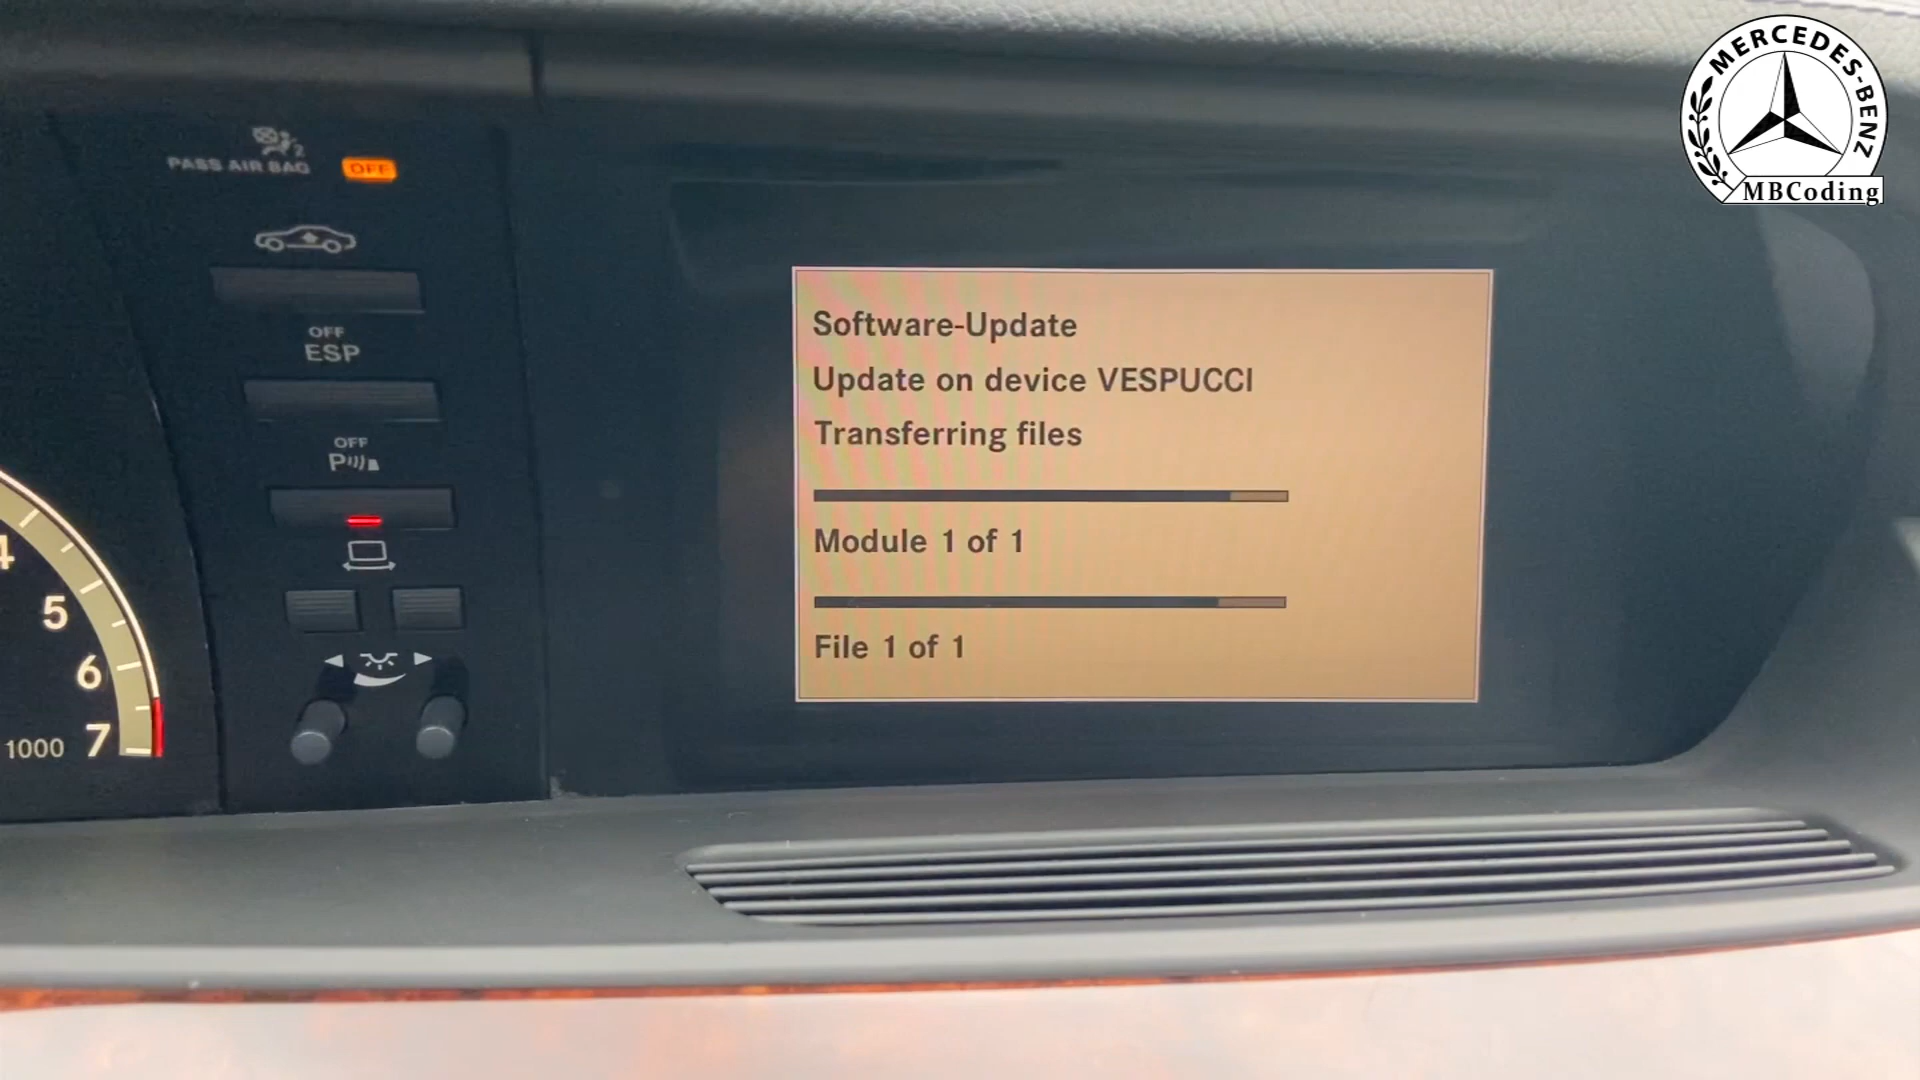 MERCEDES-BENZ
MBCoding
PASS AIR BAG OFF
OFF
ESP
OFF
P
4
5
6
7
1000
Software-Update
Update on device VESPUCCI
Transferring files
Module 1 of 1
File 1 of 1